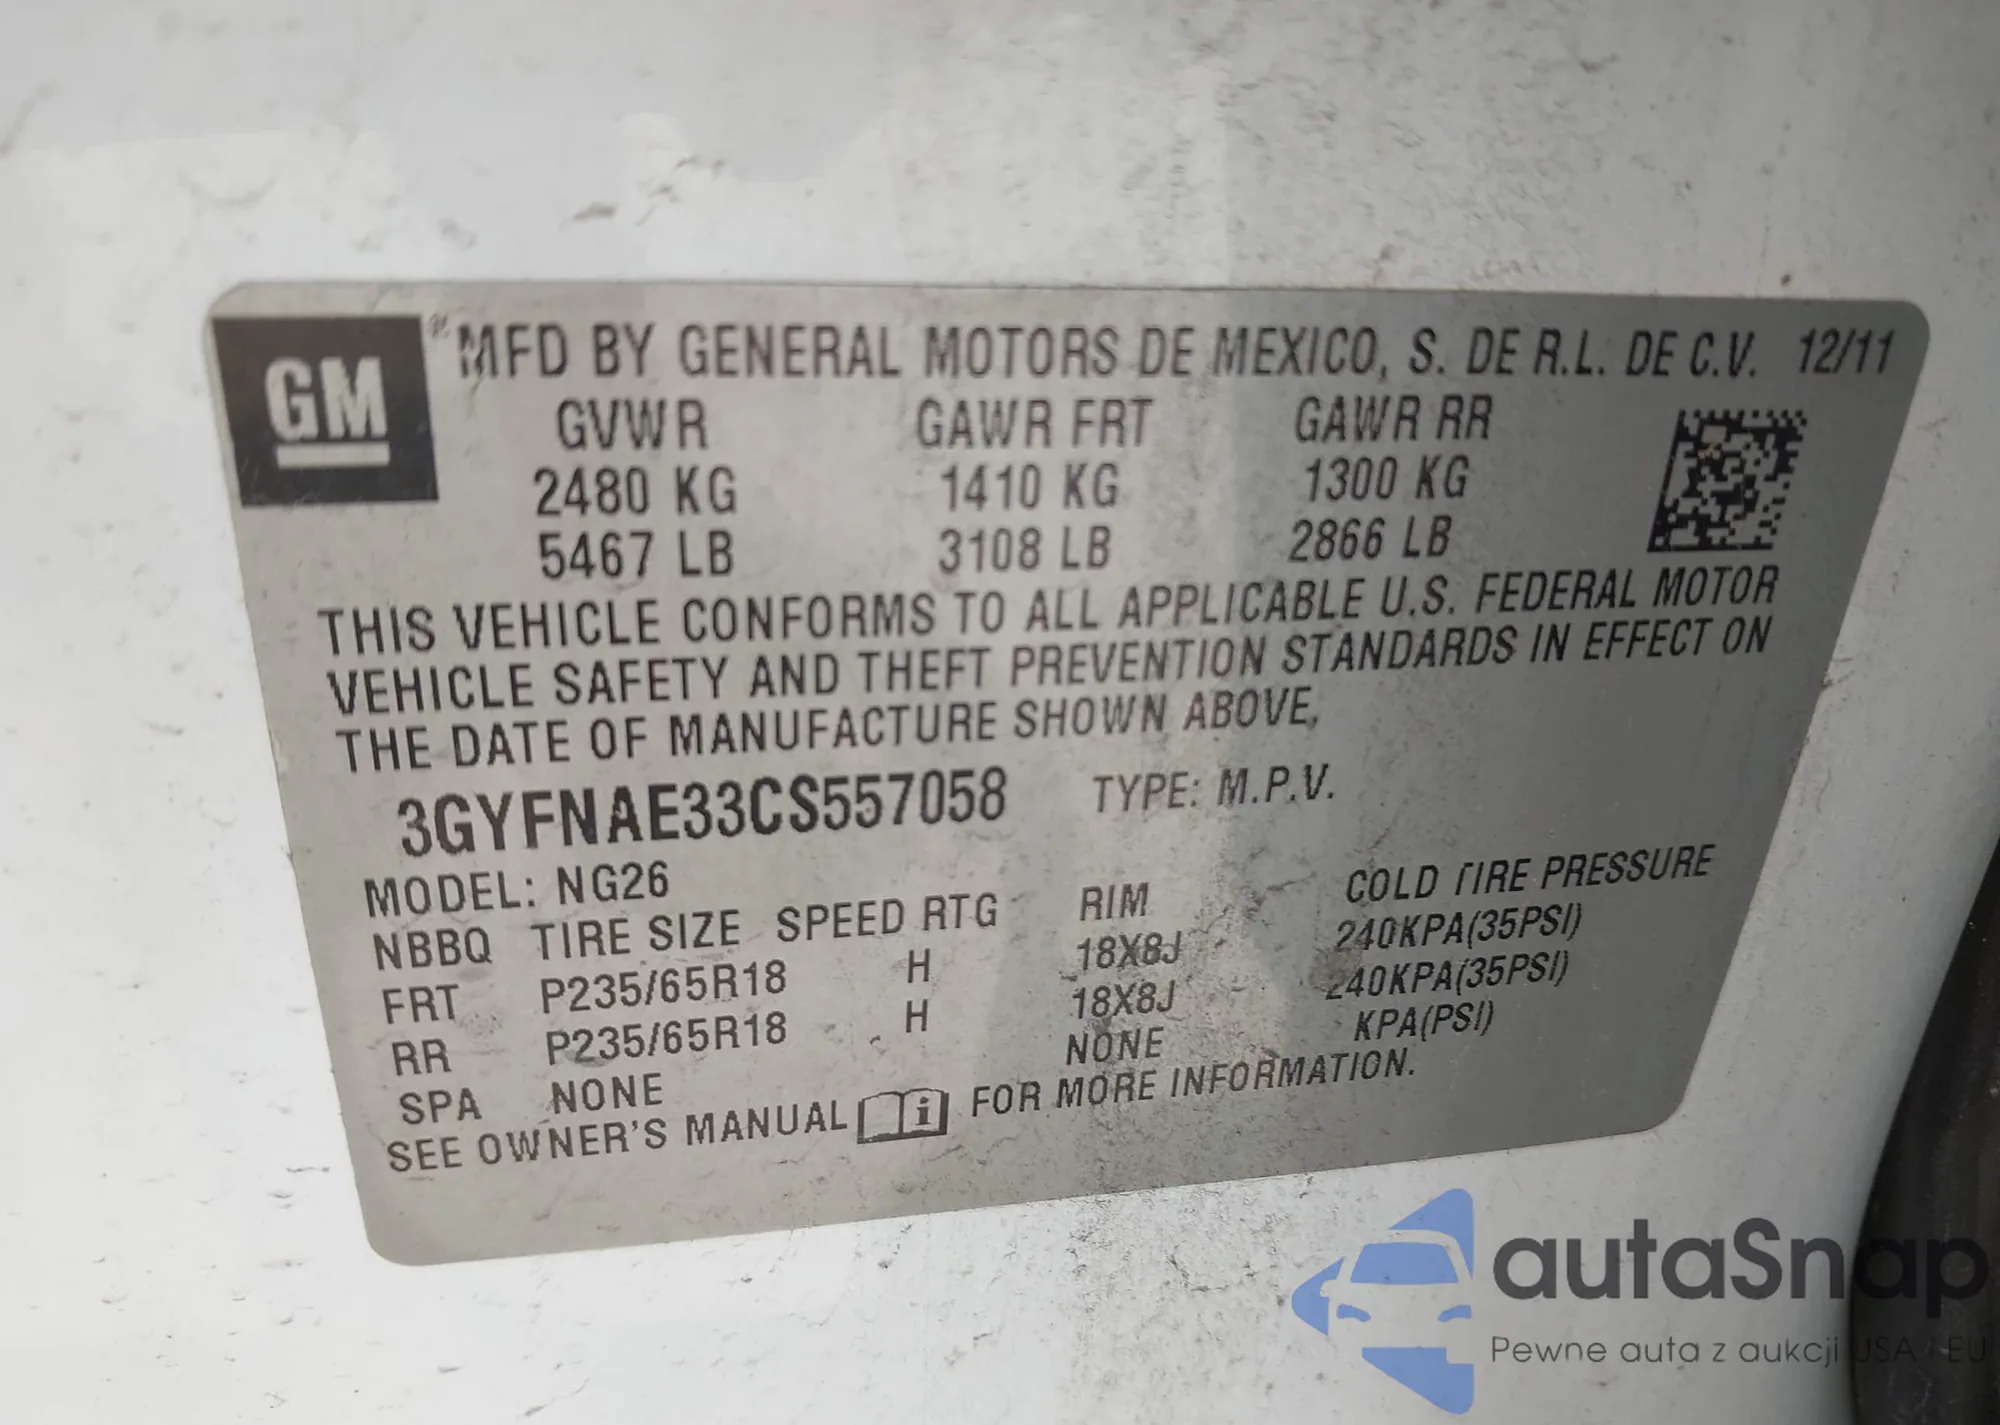 GM
® MFD BY GENERAL MOTORS DE MEXICO, S. DE R.L. DE C.V. 12/11
GVWR GAWR FRT GAWR RR
2480 KG 1410 KG 1300 KG
5467 LB 3108 LB 2866 LB
THIS VEHICLE CONFORMS TO ALL APPLICABLE U.S. FEDERAL MOTOR
VEHICLE SAFETY AND THEFT PREVENTION STANDARDS IN EFFECT ON
THE DATE OF MANUFACTURE SHOWN ABOVE.
3GYFNAE33CS557058 TYPE: M.P.V.
MODEL: NG26
NBBQ TIRE SIZE SPEED RTG RIM COLD TIRE PRESSURE
FRT P235/65R18 H 18X8J 240KPA(35PSI)
RR P235/65R18 H 18X8J 240KPA(35PSI)
SPA NONE NONE KPA(PSI)
SEE OWNER'S MANUAL i FOR MORE INFORMATION.
autaSnap
Pewne auta z aukcji USA i EU